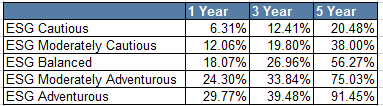 1 Year 3 Year 5 Year
ESG Cautious 6.31% 12.41% 20.48%
ESG Moderately Cautious 12.06% 19.80% 38.00%
ESG Balanced 18.07% 26.96% 56.27%
ESG Moderately Adventurous 24.30% 33.84% 75.03%
ESG Adventurous 29.77% 39.48% 91.45%